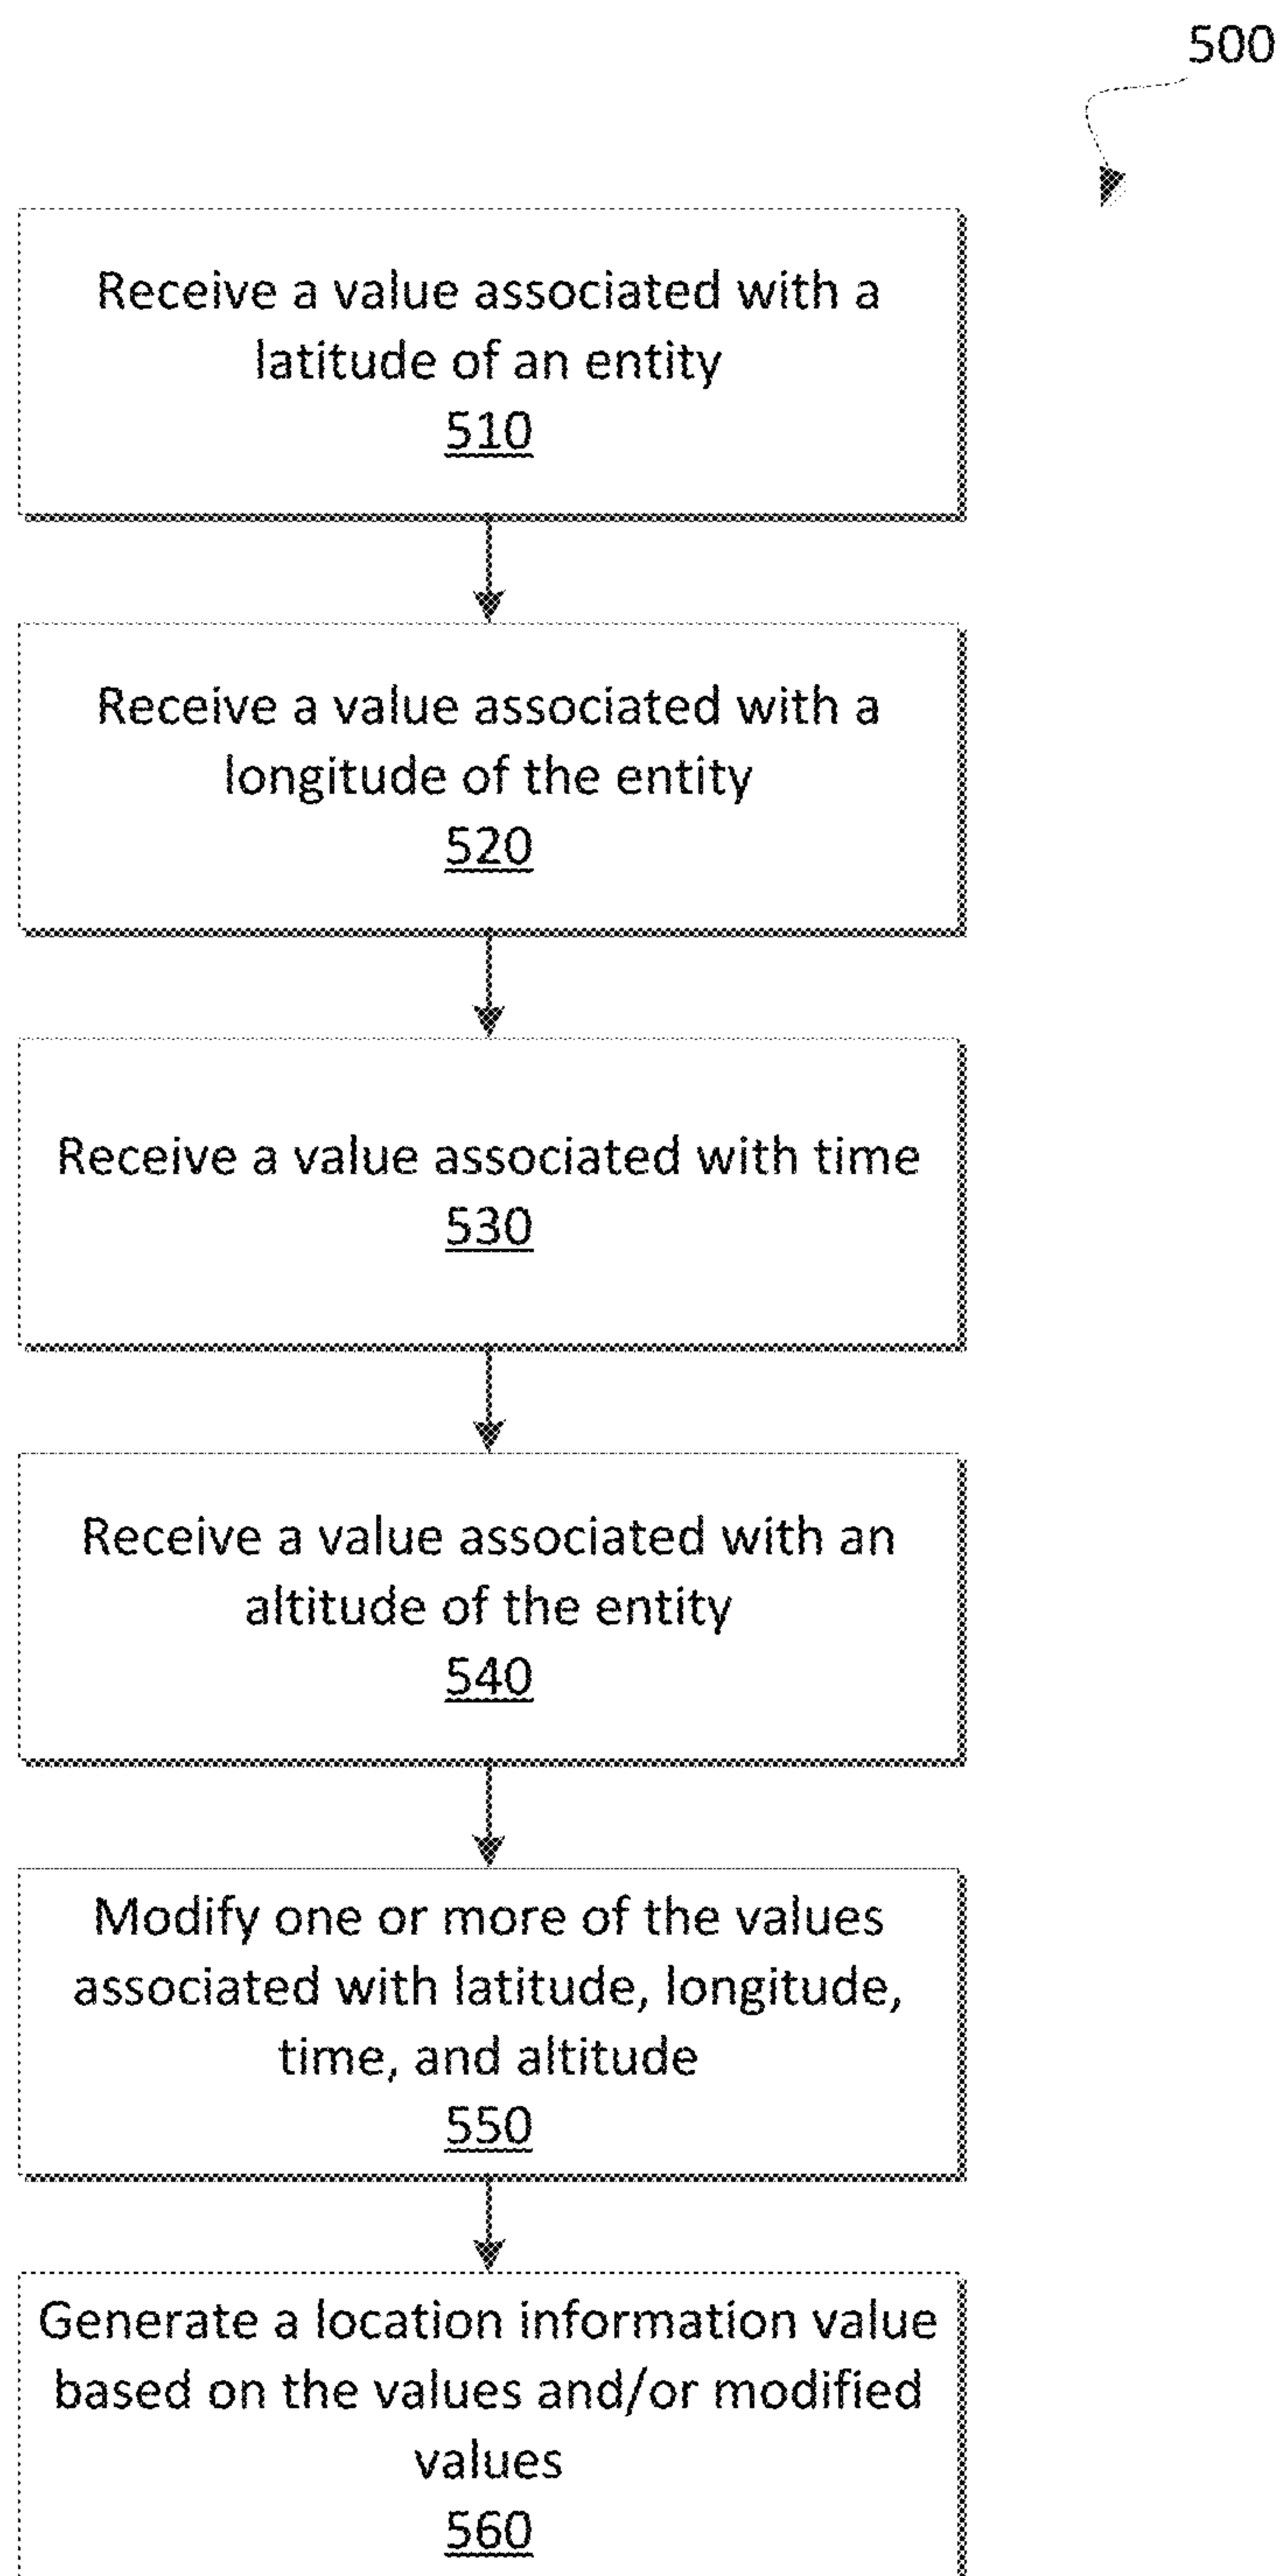 500
Receive a value associated with a
latitude of an entity
510
Receive a value associated with a
longitude of the entity
520
Receive a value associated with time
530
Receive a value associated with an
altitude of the entity
540
Modify one or more of the values
associated with latitude, longitude,
time, and altitude
550
Generate a location information value
based on the values and/or modified
values
560